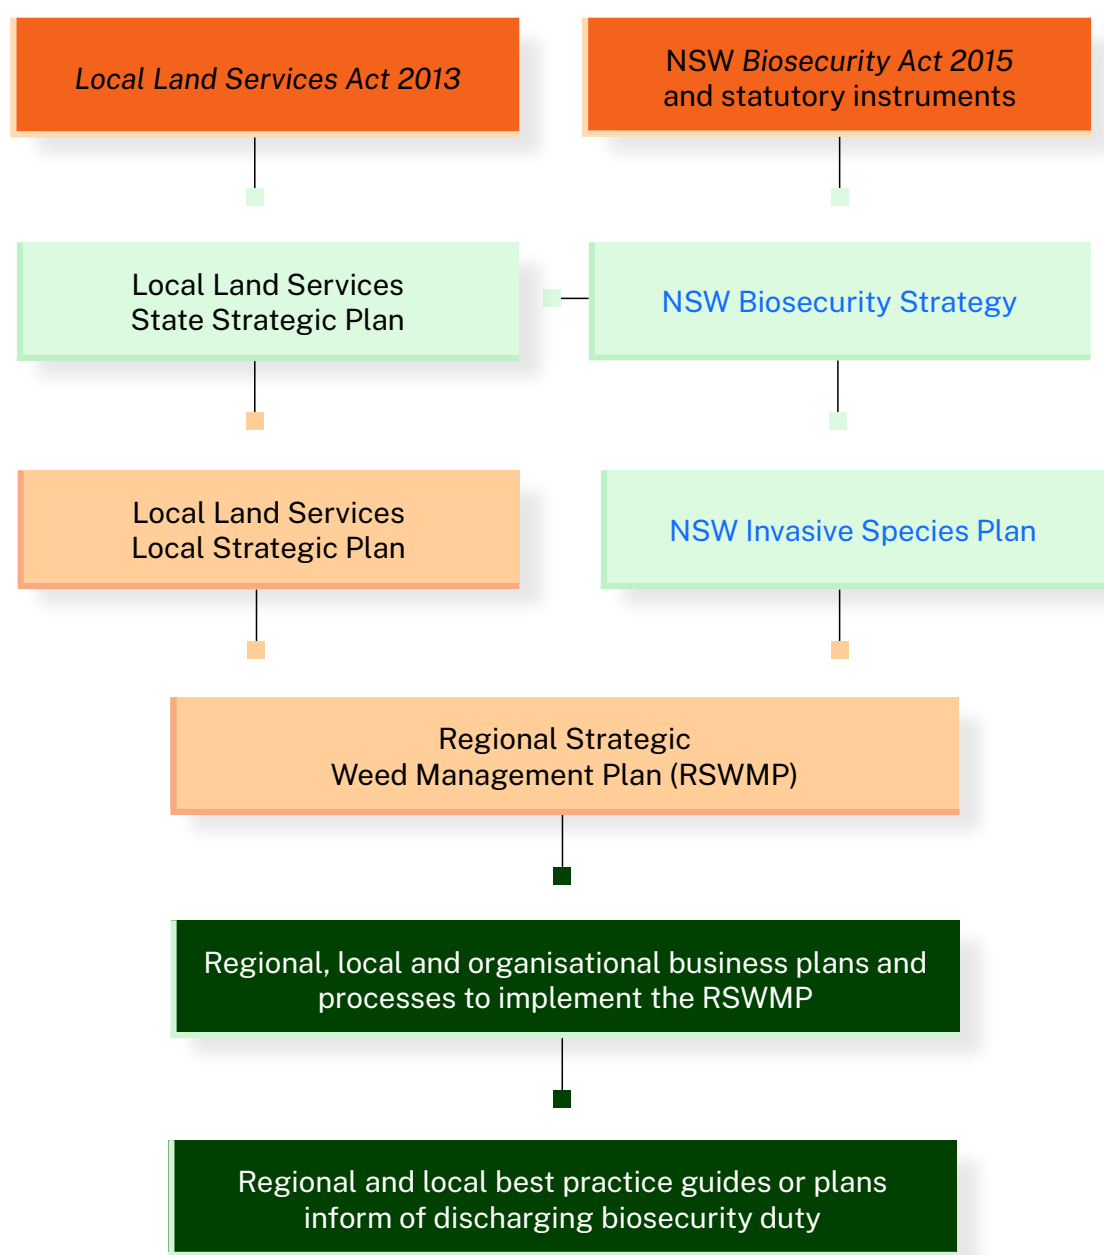 Local Land Services Act 2013
NSW Biosecurity Act 2015
and statutory instruments
Local Land Services
State Strategic Plan
NSW Biosecurity Strategy
Local Land Services
Local Strategic Plan
NSW Invasive Species Plan
Regional Strategic
Weed Management Plan (RSWMP)
Regional, local and organisational business plans and
processes to implement the RSWMP
Regional and local best practice guides or plans
inform of discharging biosecurity duty